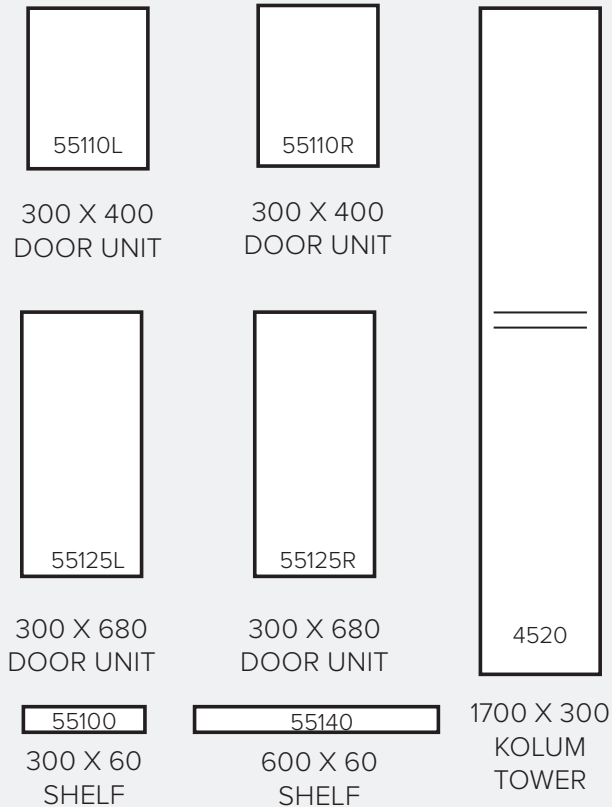 55110L
300 X 400
DOOR UNIT
55110R
300 X 400
DOOR UNIT
55125L
300 X 680
DOOR UNIT
55125R
300 X 680
DOOR UNIT
55100
300 X 60
SHELF
55140
600 X 60
SHELF
4520
1700 X 300
KOLUM
TOWER